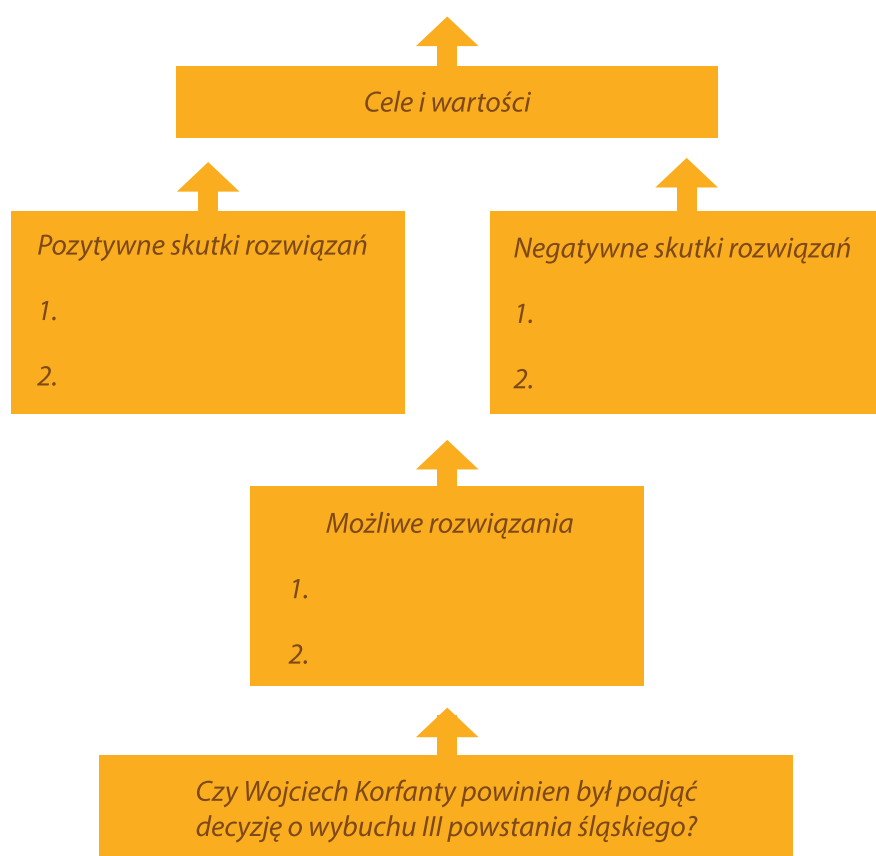 Cele i wartości
Pozytywne skutki rozwiązań
1.
2.
Negatywne skutki rozwiązań
1.
2.
Możliwe rozwiązania
1.
2.
Czy Wojciech Korfanty powinien był podjąć
decyzję o wybuchu III powstania śląskiego?